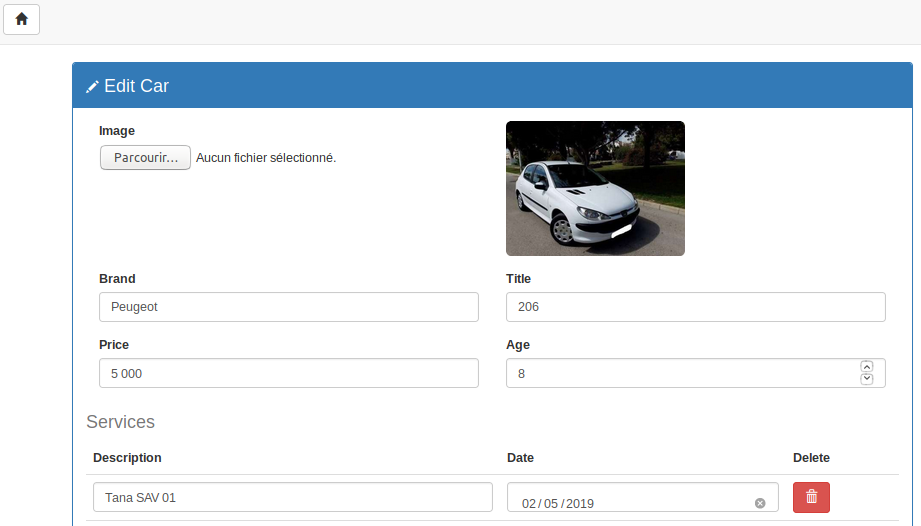 Edit Car
Image
Parcourir... Aucun fichier sélectionné.
Brand Title
Peugeot 206
Price Age
5 000 8
Services
Description Date Delete
Tana SAV 01 02/05/2019